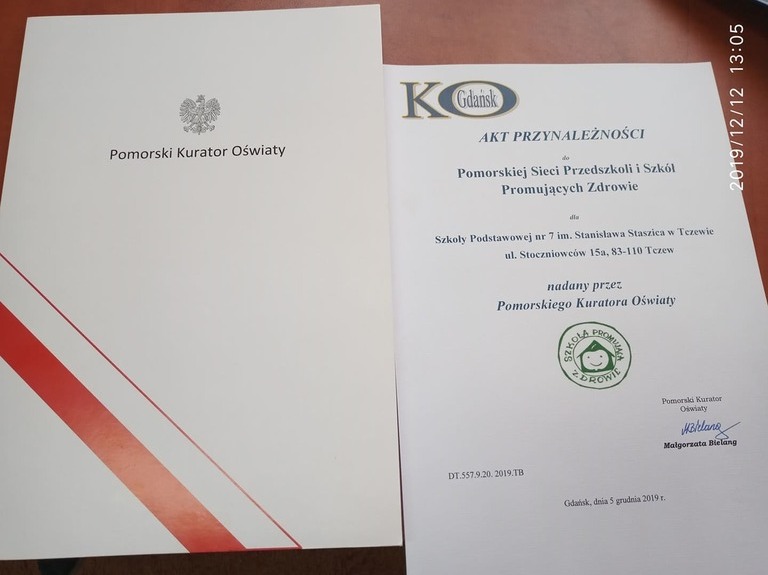 Pomorski Kurator Oświaty
KO Gdańsk
AKT PRZYNALEŻNOŚCI
do
Pomorskiej Sieci Przedszkoli i Szkół
Promujących Zdrowie
dla
Szkoły Podstawowej nr 7 im. Stanisława Staszica w Tczewie
ul. Stoczniowców 15a, 83-110 Tczew
nadany przez
Pomorskiego Kuratora Oświaty
SZKOŁA PROMUJĄCA
ZDROWIE
Pomorski Kurator
Oświaty
MBielang
Małgorzata Bielang
DT.557.9.20. 2019.TB
Gdańsk, dnia 5 grudnia 2019 r.
2019/12/12 13:05